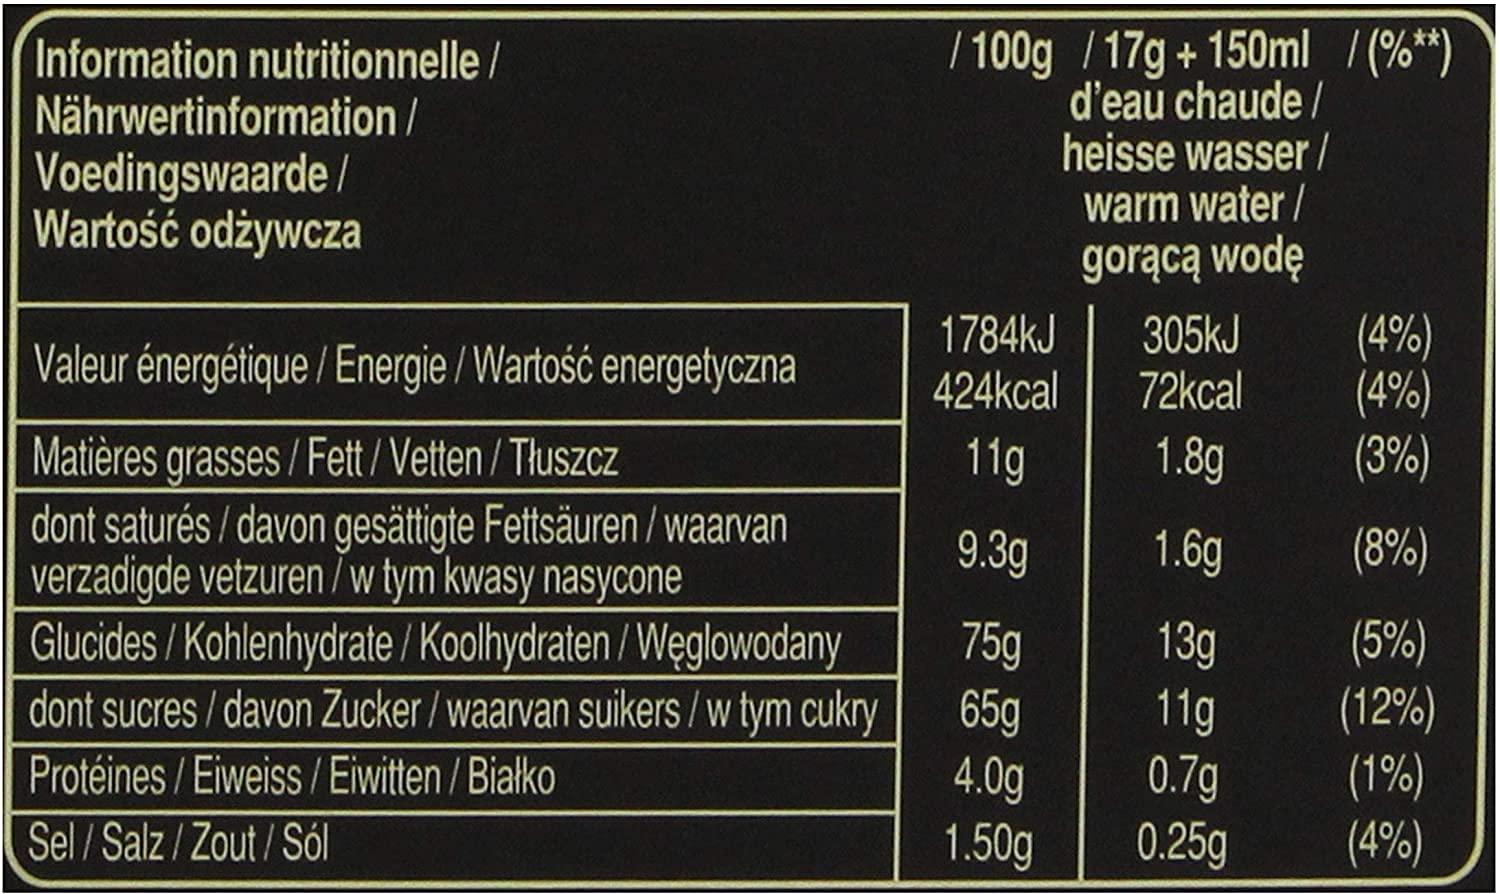 Information nutritionnelle / / 100g / 17g + 150ml / (%**)
Nährwertinformation / d'eau chaude /
Voedingswaarde / heisse wasser /
Wartość odżywcza warm water /
gorącą wodę
Valeur énergétique / Energie / Wartość energetyczna 1784kJ 305kJ (4%)
424kcal 72kcal (4%)
Matières grasses / Fett / Vetten / Tłuszcz 11g 1.8g (3%)
dont saturés / davon gesättigte Fettsäuren / waarvan
verzadigde vetzuren / w tym kwasy nasycone 9.3g 1.6g (8%)
Glucides / Kohlenhydrate / Koolhydraten / Węglowodany 75g 13g (5%)
dont sucres / davon Zucker / waarvan suikers / w tym cukry 65g 11g (12%)
Protéines / Eiweiss / Eiwitten / Białko 4.0g 0.7g (1%)
Sel / Salz / Zout / Sól 1.50g 0.25g (4%)